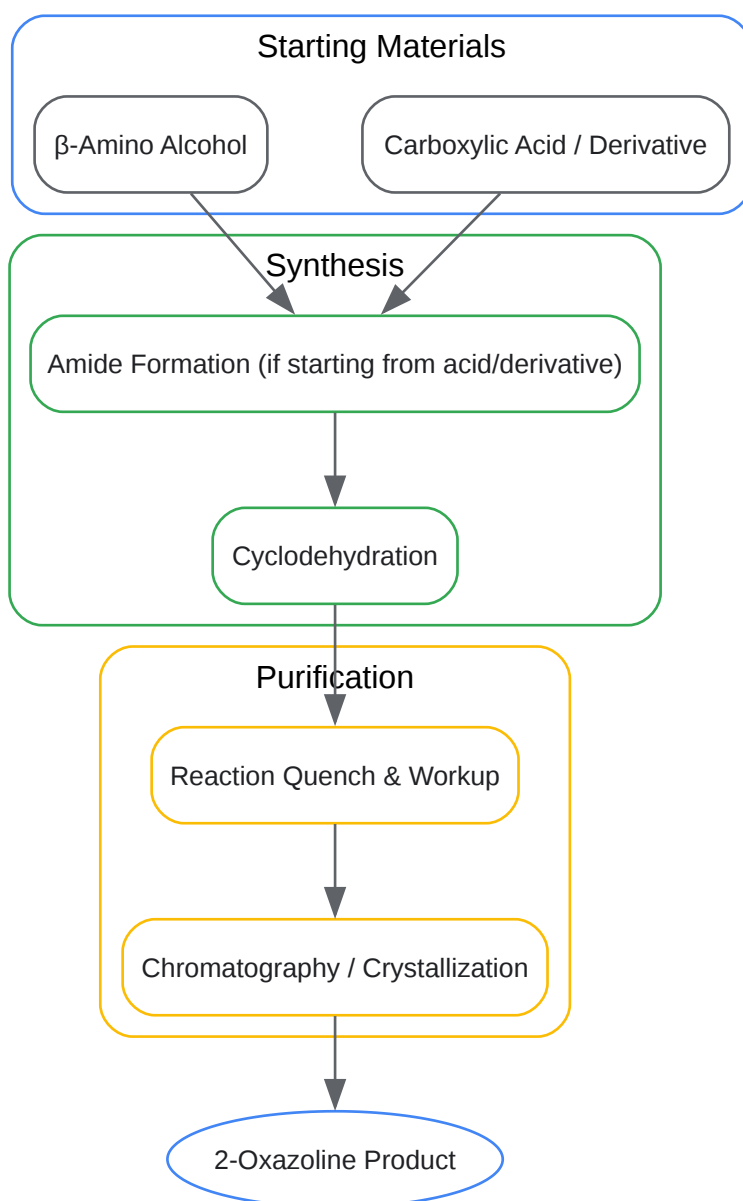 Starting Materials
β-Amino Alcohol
Carboxylic Acid / Derivative
Synthesis
Amide Formation (if starting from acid/derivative)
Cyclodehydration
Purification
Reaction Quench & Workup
Chromatography / Crystallization
2-Oxazoline Product